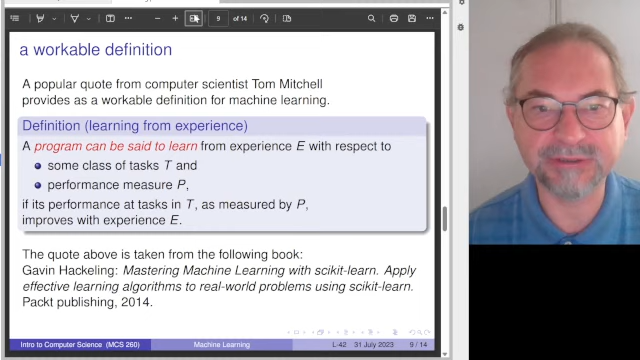 9 of 14
a workable definition
A popular quote from computer scientist Tom Mitchell
provides as a workable definition for machine learning.
Definition (learning from experience)
A program can be said to learn from experience E with respect to
some class of tasks T and
performance measure P,
if its performance at tasks in T, as measured by P,
improves with experience E.
The quote above is taken from the following book:
Gavin Hackeling: Mastering Machine Learning with scikit-learn. Apply
effective learning algorithms to real-world problems using scikit-learn.
Packt publishing, 2014.
Intro to Computer Science (MCS 260) Machine Learning L-42 31 July 2023 9 / 14